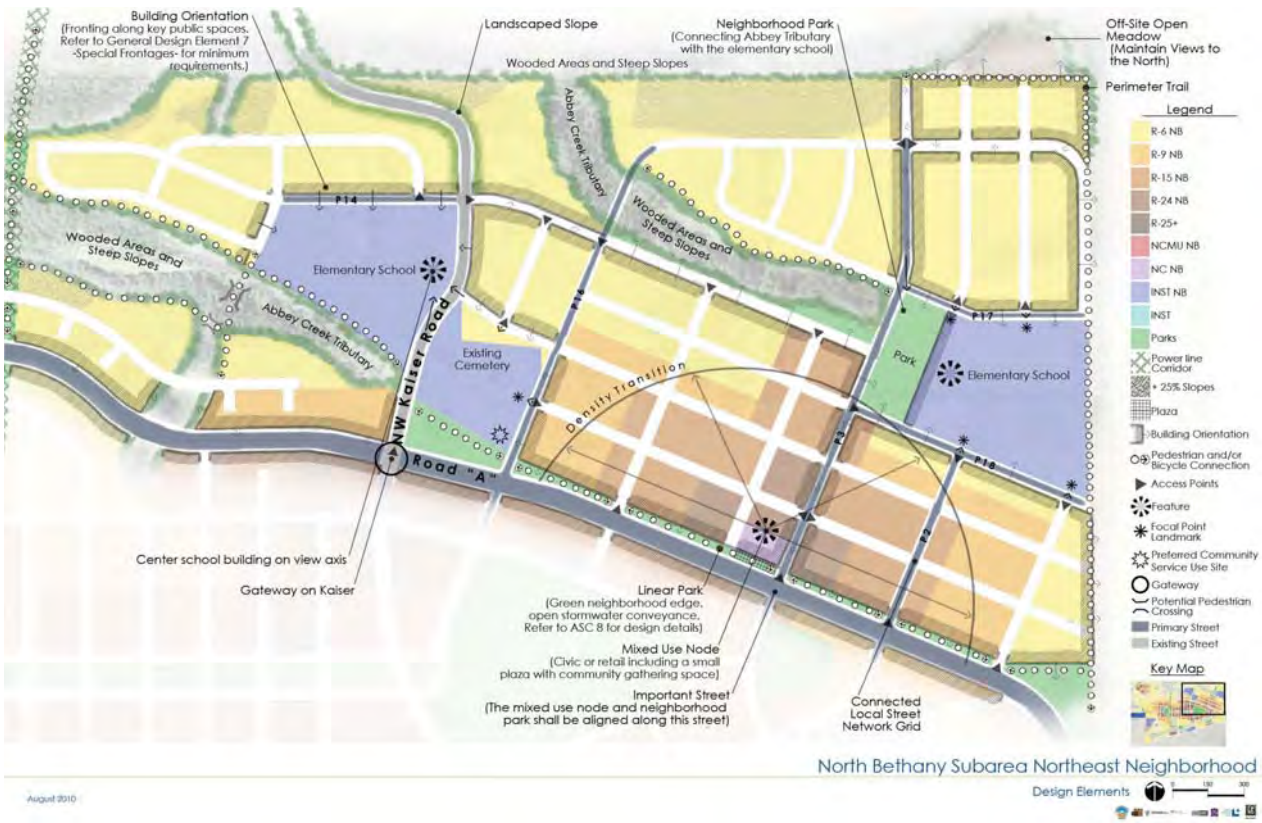 Building Orientation
(Fronting along key public spaces.
Refer to General Design Element 7
-Special Frontages- for minimum
requirements.)
Landscaped Slope
Neighborhood Park
(Connecting Abbey Tributary
with the elementary school)
Off-Site Open
Meadow
(Maintain Views to
the North)
Wooded Areas and Steep Slopes
Perimeter Trail
Abbey Creek Tributary
P14
Wooded Areas and
Steep Slopes
Elementary School
Abbey Creek Tributary
NW Kaiser Road
Existing
Cemetery
P16
Wooded Areas and
Steep Slopes
Park
P17
Elementary School
Density Transition
P3
P18
P2
Road "A"
Center school building on view axis
Gateway on Kaiser
Linear Park
(Green neighborhood edge,
open stormwater conveyance,
Refer to ASC 8 for design details)
Mixed Use Node
(Civic or retail including a small
plaza with community gathering space)
Important Street
(The mixed use node and neighborhood
park shall be aligned along this street)
Connected
Local Street
Network Grid
Legend
R-6 NB
R-9 NB
R-15 NB
R-24 NB
R-25+
NCMU NB
NC NB
INST NB
INST
Parks
Power line
Corridor
+ 25% Slopes
Plaza
Building Orientation
Pedestrian and/or
Bicycle Connection
Access Points
Feature
Focal Point
Landmark
Preferred Community
Service Use Site
Gateway
Potential Pedestrian
Crossing
Primary Street
Existing Street
Key Map
North Bethany Subarea Northeast Neighborhood
Design Elements
0 150 300
August 2010